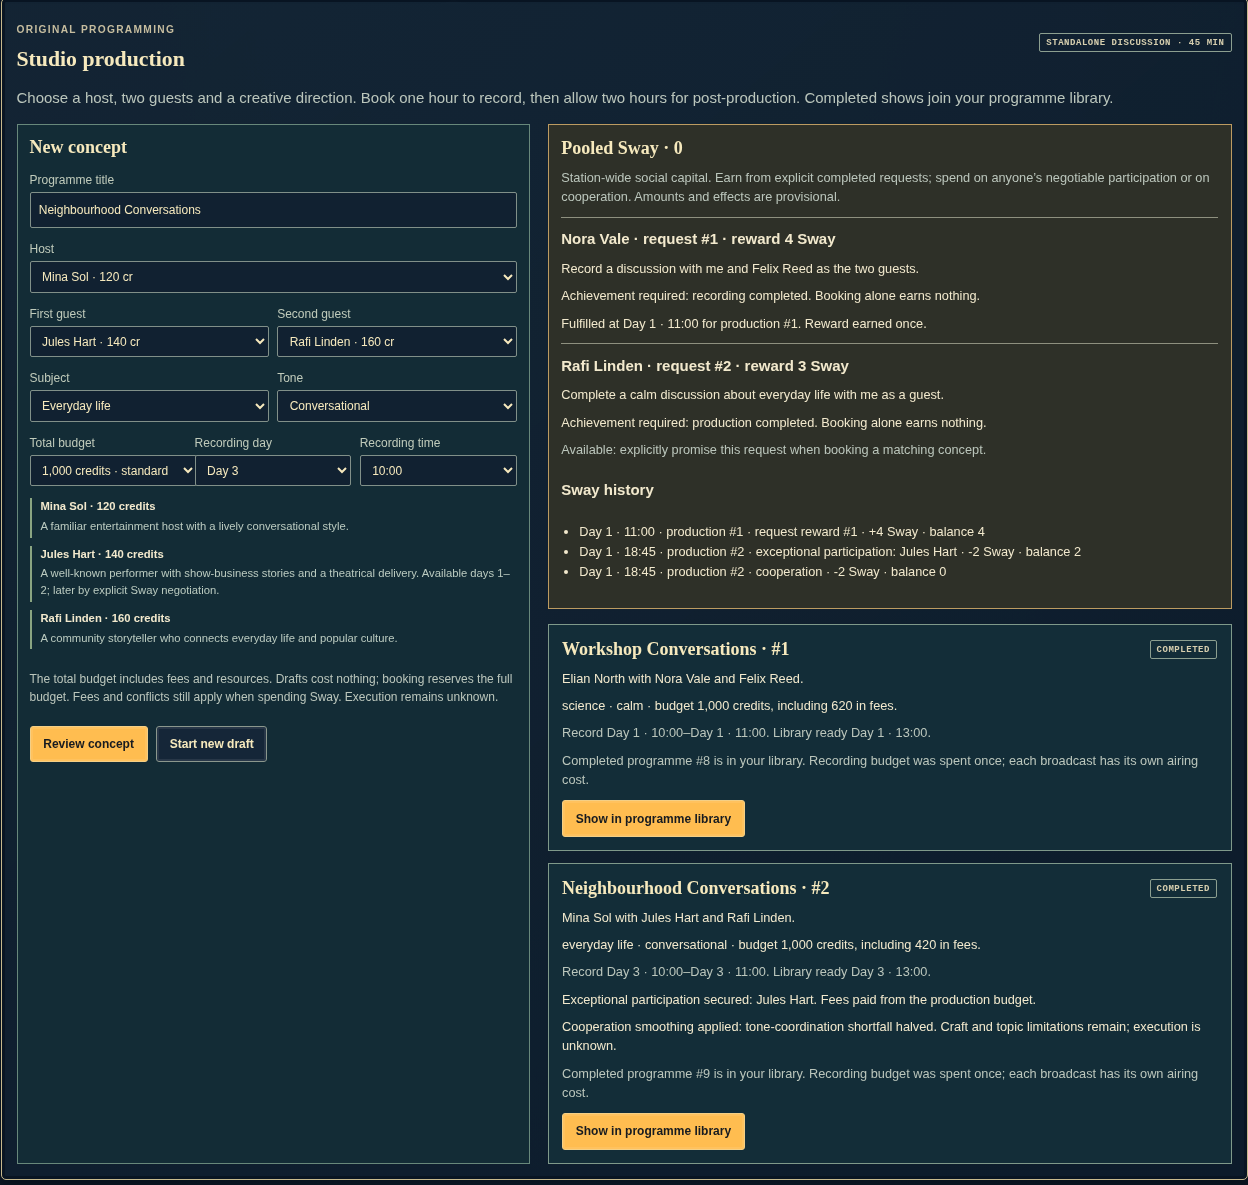 ORIGINAL PROGRAMMING
Studio production
STANDALONE DISCUSSION · 45 MIN
Choose a host, two guests and a creative direction. Book one hour to record, then allow two hours for post-production. Completed shows join your programme library.
New concept
Programme title
Neighbourhood Conversations
Host
Mina Sol · 120 cr
First guest
Second guest
Jules Hart · 140 cr
Rafi Linden · 160 cr
Subject
Tone
Everyday life
Conversational
Total budget
Recording day
Recording time
1,000 credits · standard
Day 3
10:00
Mina Sol · 120 credits
A familiar entertainment host with a lively conversational style.
Jules Hart · 140 credits
A well-known performer with show-business stories and a theatrical delivery. Available days 1–
2; later by explicit Sway negotiation.
Rafi Linden · 160 credits
A community storyteller who connects everyday life and popular culture.
The total budget includes fees and resources. Drafts cost nothing; booking reserves the full
budget. Fees and conflicts still apply when spending Sway. Execution remains unknown.
Review concept
Start new draft
Pooled Sway · 0
Station-wide social capital. Earn from explicit completed requests; spend on anyone's negotiable participation or on
cooperation. Amounts and effects are provisional.
Nora Vale · request #1 · reward 4 Sway
Record a discussion with me and Felix Reed as the two guests.
Achievement required: recording completed. Booking alone earns nothing.
Fulfilled at Day 1 · 11:00 for production #1. Reward earned once.
Rafi Linden · request #2 · reward 3 Sway
Complete a calm discussion about everyday life with me as a guest.
Achievement required: production completed. Booking alone earns nothing.
Available: explicitly promise this request when booking a matching concept.
Sway history
• Day 1 · 11:00 · production #1 · request reward #1 · +4 Sway · balance 4
• Day 1 · 18:45 · production #2 · exceptional participation: Jules Hart · -2 Sway · balance 2
• Day 1 · 18:45 · production #2 · cooperation · -2 Sway · balance 0
Workshop Conversations · #1
COMPLETED
Elian North with Nora Vale and Felix Reed.
science · calm · budget 1,000 credits, including 620 in fees.
Record Day 1 · 10:00–Day 1 · 11:00. Library ready Day 1 · 13:00.
Completed programme #8 is in your library. Recording budget was spent once; each broadcast has its own airing
cost.
Show in programme library
Neighbourhood Conversations · #2
COMPLETED
Mina Sol with Jules Hart and Rafi Linden.
everyday life · conversational · budget 1,000 credits, including 420 in fees.
Record Day 3 · 10:00–Day 3 · 11:00. Library ready Day 3 · 13:00.
Exceptional participation secured: Jules Hart. Fees paid from the production budget.
Cooperation smoothing applied: tone-coordination shortfall halved. Craft and topic limitations remain; execution is
unknown.
Completed programme #9 is in your library. Recording budget was spent once; each broadcast has its own airing
cost.
Show in programme library